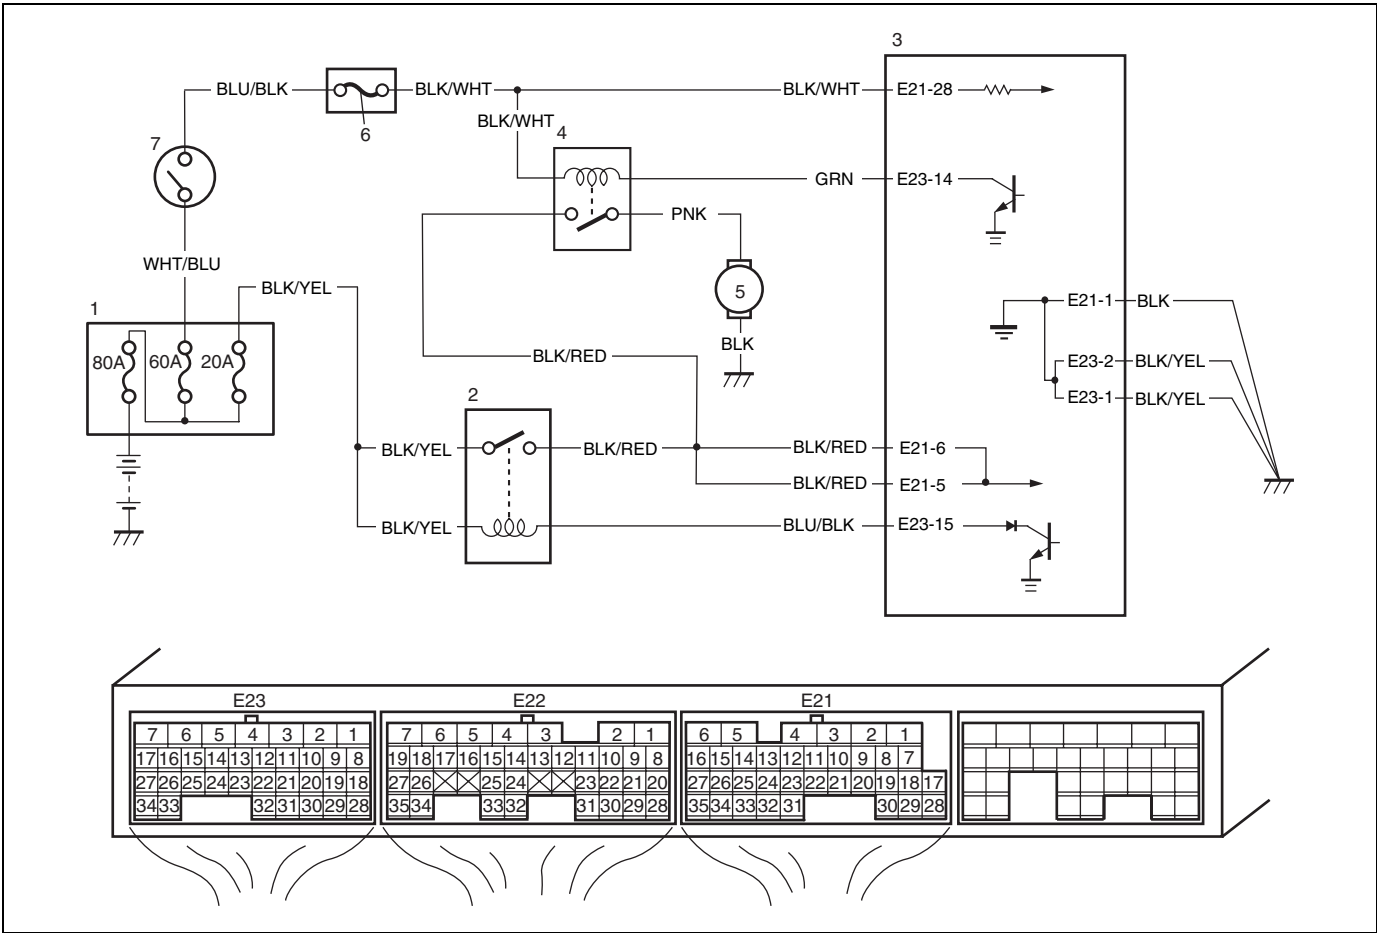 3
BLU/BLK BLK/WHT BLK/WHT E21-28
6
BLK/WHT
4
7
GRN E23-14
PNK
WHT/BLU
BLK/YEL
5
1
E21-1 BLK
BLK
80A 60A 20A
BLK/RED
E23-2 BLK/YEL
2
E23-1 BLK/YEL
BLK/YEL BLK/RED BLK/RED E21-6
BLK/RED E21-5
BLK/YEL BLU/BLK E23-15
E23 E22 E21
7 6 5 4 3 2 1 7 6 5 4 3 2 1 6 5 4 3 2 1
17 16 15 14 13 12 11 10 9 8 19 18 17 16 15 14 13 12 11 10 9 8 16 15 14 13 12 11 10 9 8 7
27 26 25 24 23 22 21 20 19 18 27 26 25 24 23 22 21 20 27 26 25 24 23 22 21 20 19 18 17
34 33 32 31 30 29 28 35 34 33 32 31 30 29 28 35 34 33 32 31 30 29 28